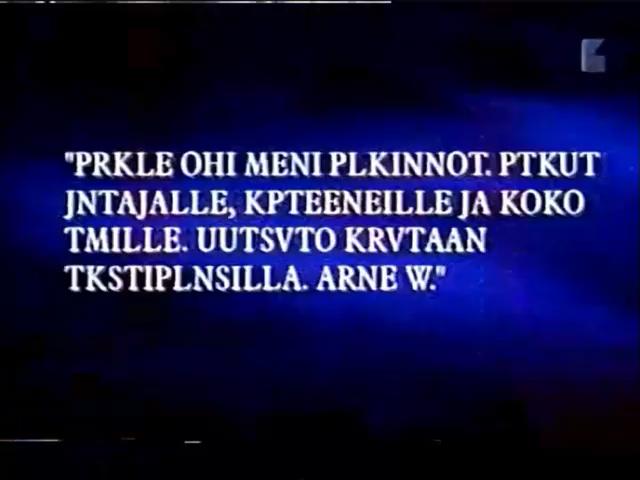 "PRKLE OHI MENI PLKINNOT. PTKUT
JNTAJALLE, KPTEENEILLE JA KOKO
TMILLE. UUTSVTO KRVTAAN
TKSTIPLNSILLA. ARNE W."